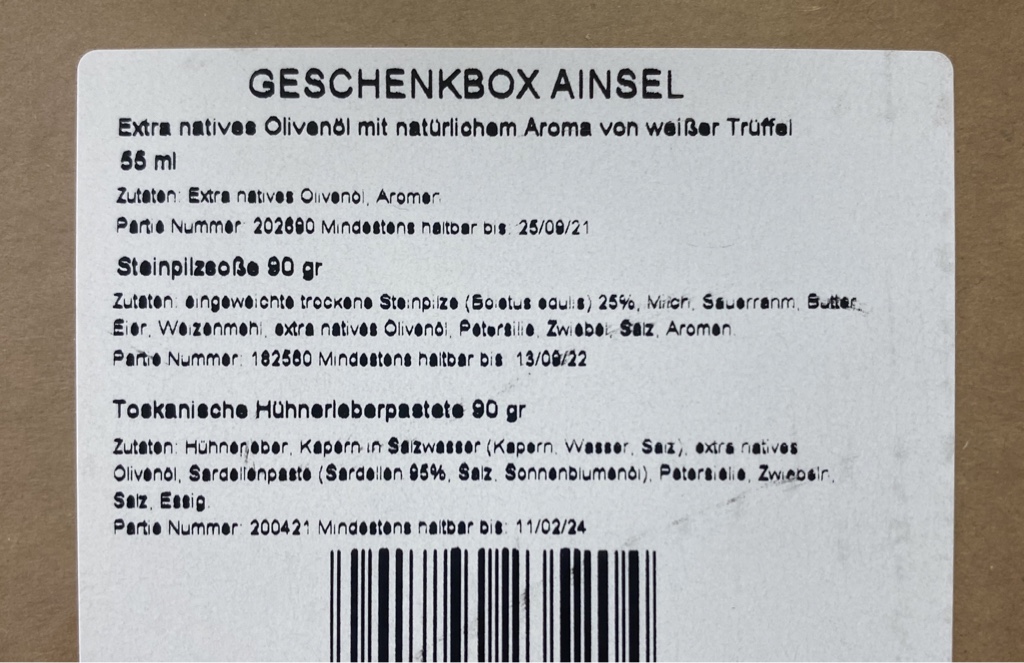 GESCHENKBOX AINSEL
Extra natives Olivenöl mit natürlichem Aroma von weißer Trüffel
55 ml
Zutaten: Extra natives Olivenöl, Aromen
Partie Nummer: 202690 Mindestens haltbar bis: 25/09/21
Steinpilzsoße 90 gr
Zutaten: eingeweichte trockene Steinpilze (Boletus edulis) 25%, Milch, Sauerrahm, Butter,
Eier, Weizenmehl, extra natives Olivenöl, Petersilie, Zwiebel, Salz, Aromen
Partie Nummer: 182560 Mindestens haltbar bis: 13/09/22
Toskanische Hühnerleberpastete 90 gr
Zutaten: Hühnerleber, Kapern in Salzwasser (Kapern, Wasser, Salz), extra natives
Olivenöl, Sardellenpaste (Sardellen 95%, Salz, Sonnenblumenöl), Petersielie, Zwiebeln,
Salz, Essig
Partie Nummer: 200421 Mindestens haltbar bis: 11/02/24